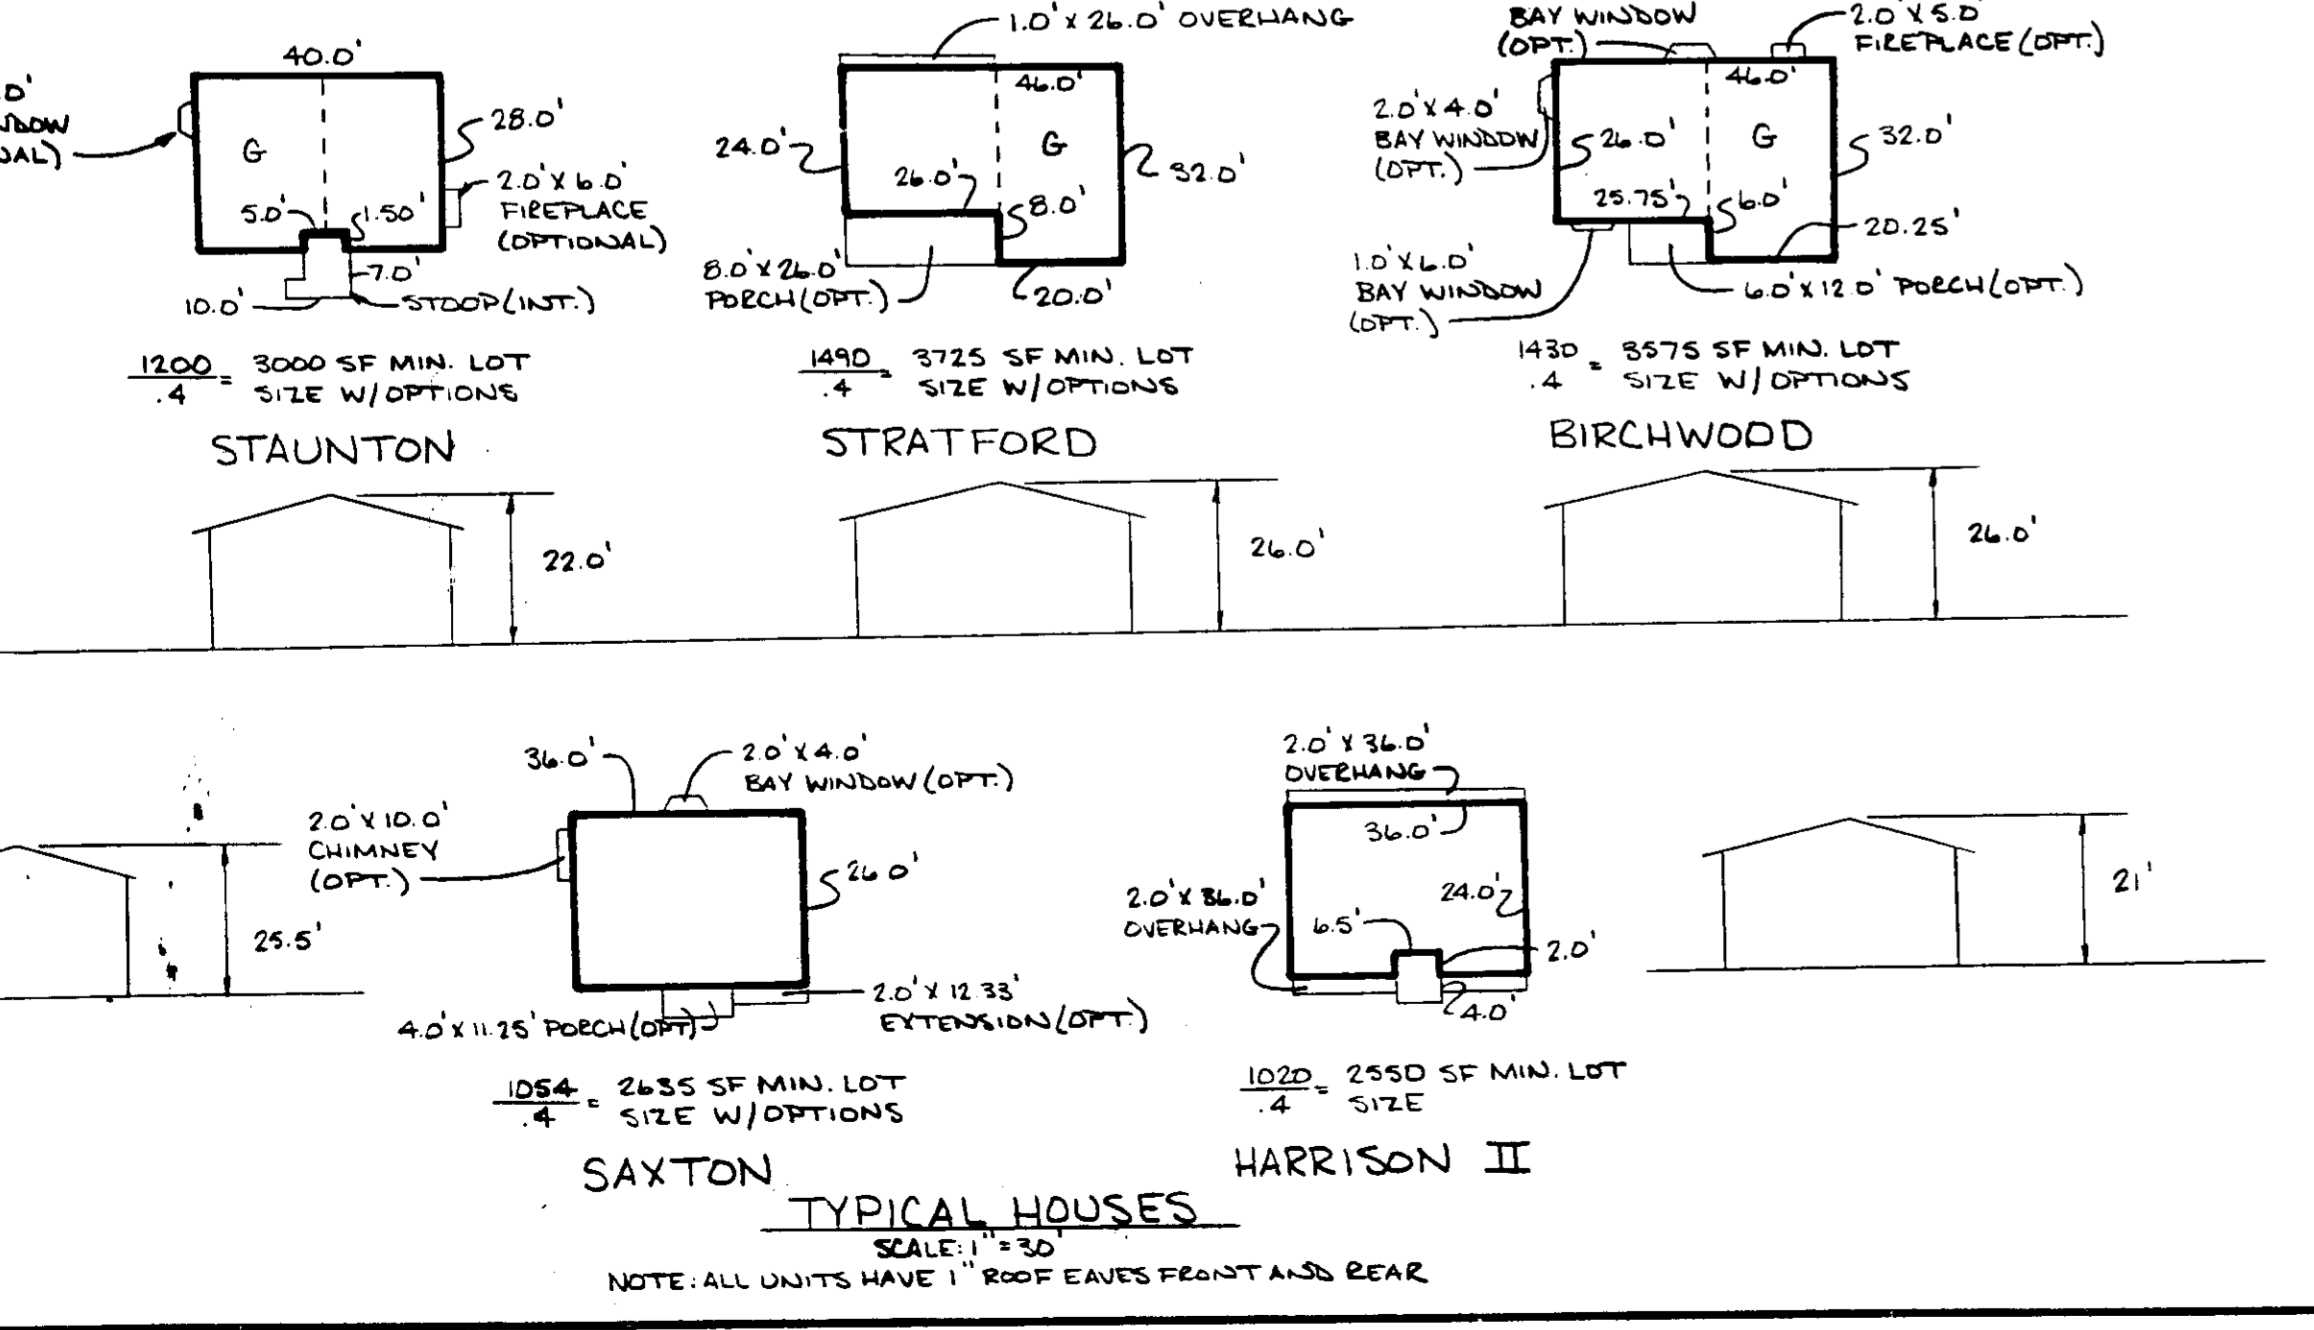 40.0'
.0'
NDOW
NAL)
G
28.0'
2.0' X 6.0'
FIREPLACE
(OPTIONAL)
5.0'
1.50'
7.0'
10.0'
STOOP (INT.)
1200
.4
= 3000 SF MIN. LOT
SIZE W/OPTIONS
STAUNTON
1.0' X 26.0' OVERHANG
46.0'
24.0'
G
26.0'
8.0'
32.0'
8.0' X 26.0'
PORCH (OPT.)
20.0'
1490
.4
= 3725 SF MIN. LOT
SIZE W/OPTIONS
STRATFORD
BAY WINDOW
(OPT.)
2.0' X 5.0'
FIREPLACE (OPT.)
46.0'
2.0' X 4.0'
BAY WINDOW
(OPT.)
26.0'
G
32.0'
25.75'
6.0'
20.25'
1.0' X 6.0'
BAY WINDOW
(OPT.)
6.0' X 12.0' PORCH (OPT.)
1430
.4
= 3575 SF MIN. LOT
SIZE W/OPTIONS
BIRCHWOOD
22.0'
26.0'
26.0'
25.5'
36.0'
2.0' X 4.0'
BAY WINDOW (OPT.)
2.0' X 10.0'
CHIMNEY
(OPT.)
26.0'
4.0' X 11.25' PORCH (OPT)
2.0' X 12.33'
EXTENSION (OPT.)
1054
.4
= 2635 SF MIN. LOT
SIZE W/OPTIONS
SAXTON
2.0' X 36.0'
OVERHANG
36.0'
2.0' X 36.0'
OVERHANG
24.0'
6.5'
2.0'
4.0'
1020
.4
= 2550 SF MIN. LOT
SIZE
HARRISON II
21'
TYPICAL HOUSES
SCALE: 1" = 30'
NOTE: ALL UNITS HAVE 1" ROOF EAVES FRONT AND REAR